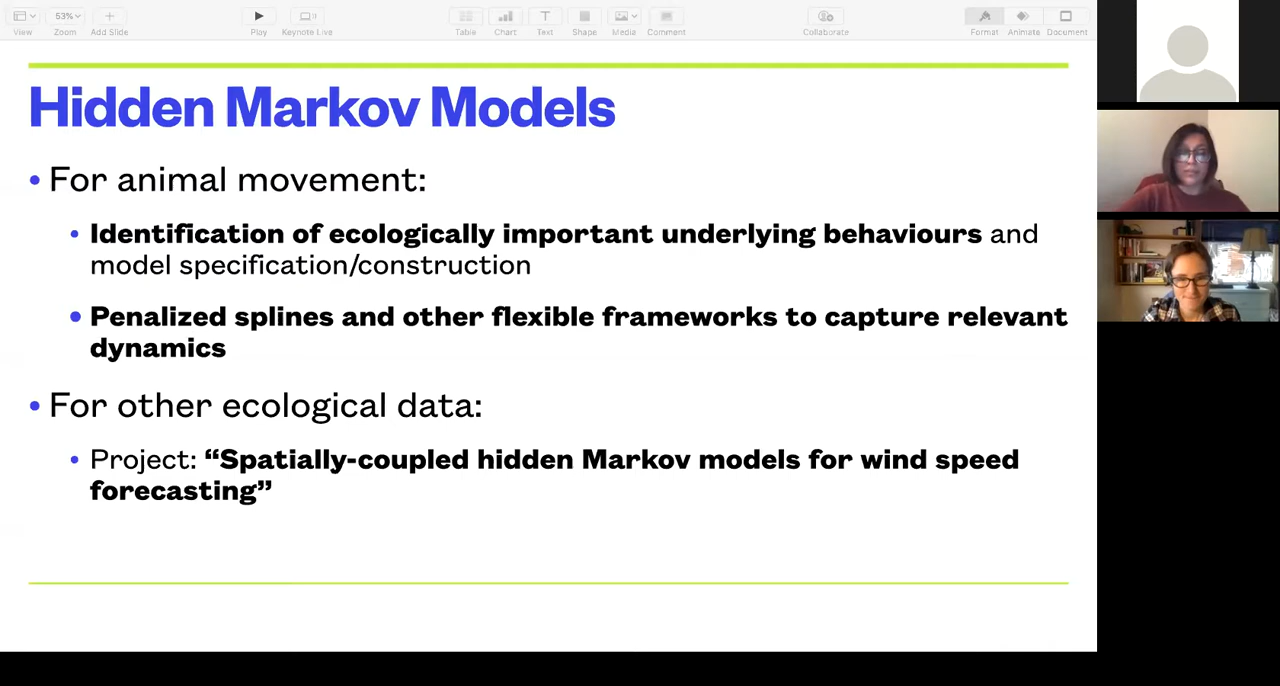 View
53%
Zoom
Add Slide
Play
Keynote Live
Table
Chart
T
Text
Shape
Media
Comment
Collaborate
Format
Animate
Document
Hidden Markov Models
• For animal movement:
• Identification of ecologically important underlying behaviours and
model specification/construction
• Penalized splines and other flexible frameworks to capture relevant
dynamics
• For other ecological data:
• Project: “Spatially-coupled hidden Markov models for wind speed
forecasting”